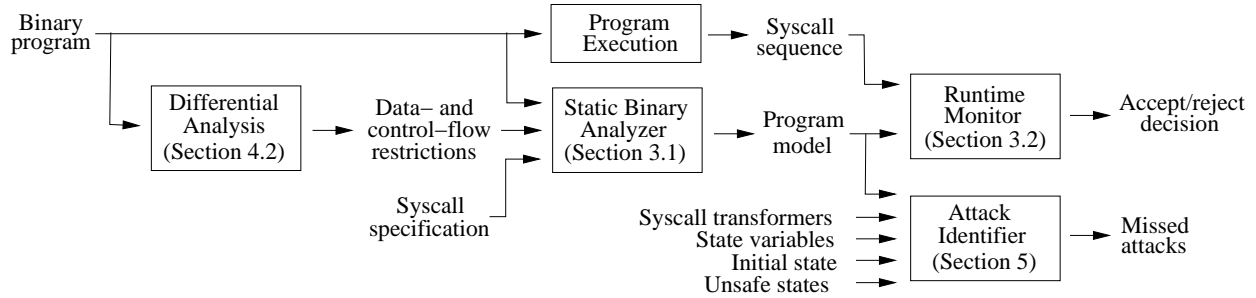 Binary
program
Program
Execution
Syscall
sequence
Differential
Analysis
(Section 4.2)
Data– and
control–flow
restrictions
Static Binary
Analyzer
(Section 3.1)
Program
model
Runtime
Monitor
(Section 3.2)
Accept/reject
decision
Syscall
specification
Syscall transformers
State variables
Initial state
Unsafe states
Attack
Identifier
(Section 5)
Missed
attacks